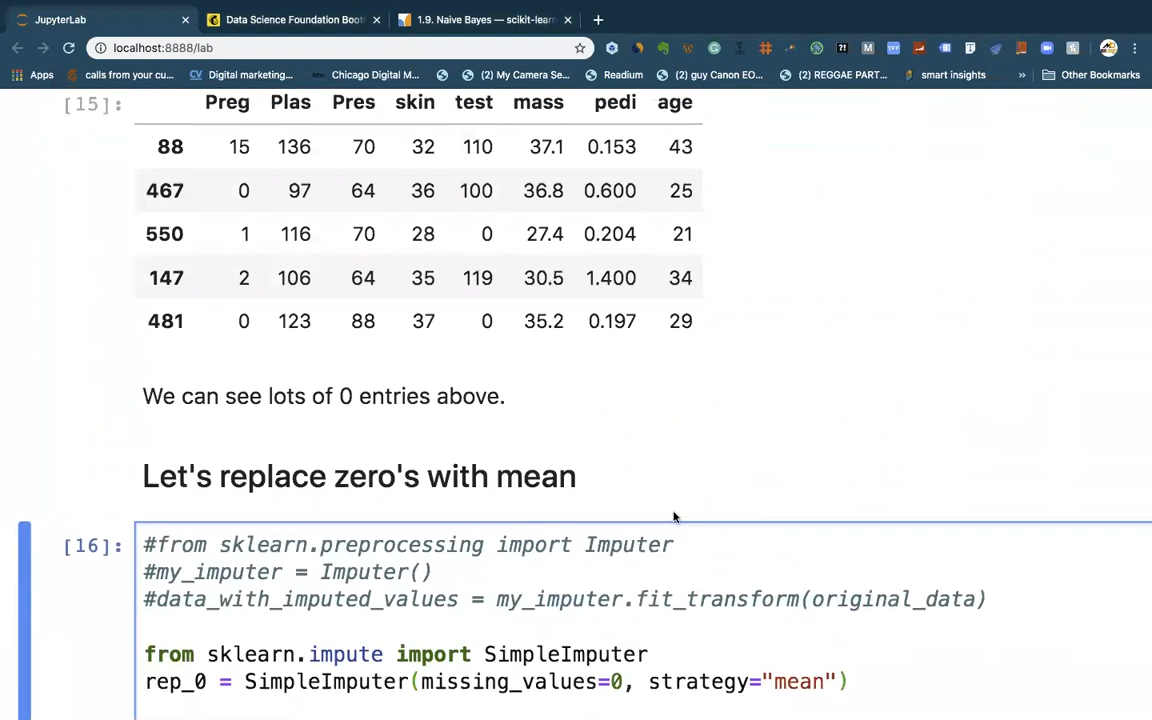 JupyterLab
Data Science Foundation Boot
1.9. Naive Bayes — scikit-learn
localhost:8888/lab
Apps
calls from your cu...
CV Digital marketing...
Chicago Digital M...
(2) My Camera Se...
Readium
(2) guy Canon EO...
(2) REGGAE PART...
smart insights
»
Other Bookmarks
[15]: Preg Plas Pres skin test mass pedi age
88 15 136 70 32 110 37.1 0.153 43
467 0 97 64 36 100 36.8 0.600 25
550 1 116 70 28 0 27.4 0.204 21
147 2 106 64 35 119 30.5 1.400 34
481 0 123 88 37 0 35.2 0.197 29
We can see lots of 0 entries above.
Let's replace zero's with mean
[16]: #from sklearn.preprocessing import Imputer
#my_imputer = Imputer()
#data_with_imputed_values = my_imputer.fit_transform(original_data)
from sklearn.impute import SimpleImputer
rep_0 = SimpleImputer(missing_values=0, strategy="mean")